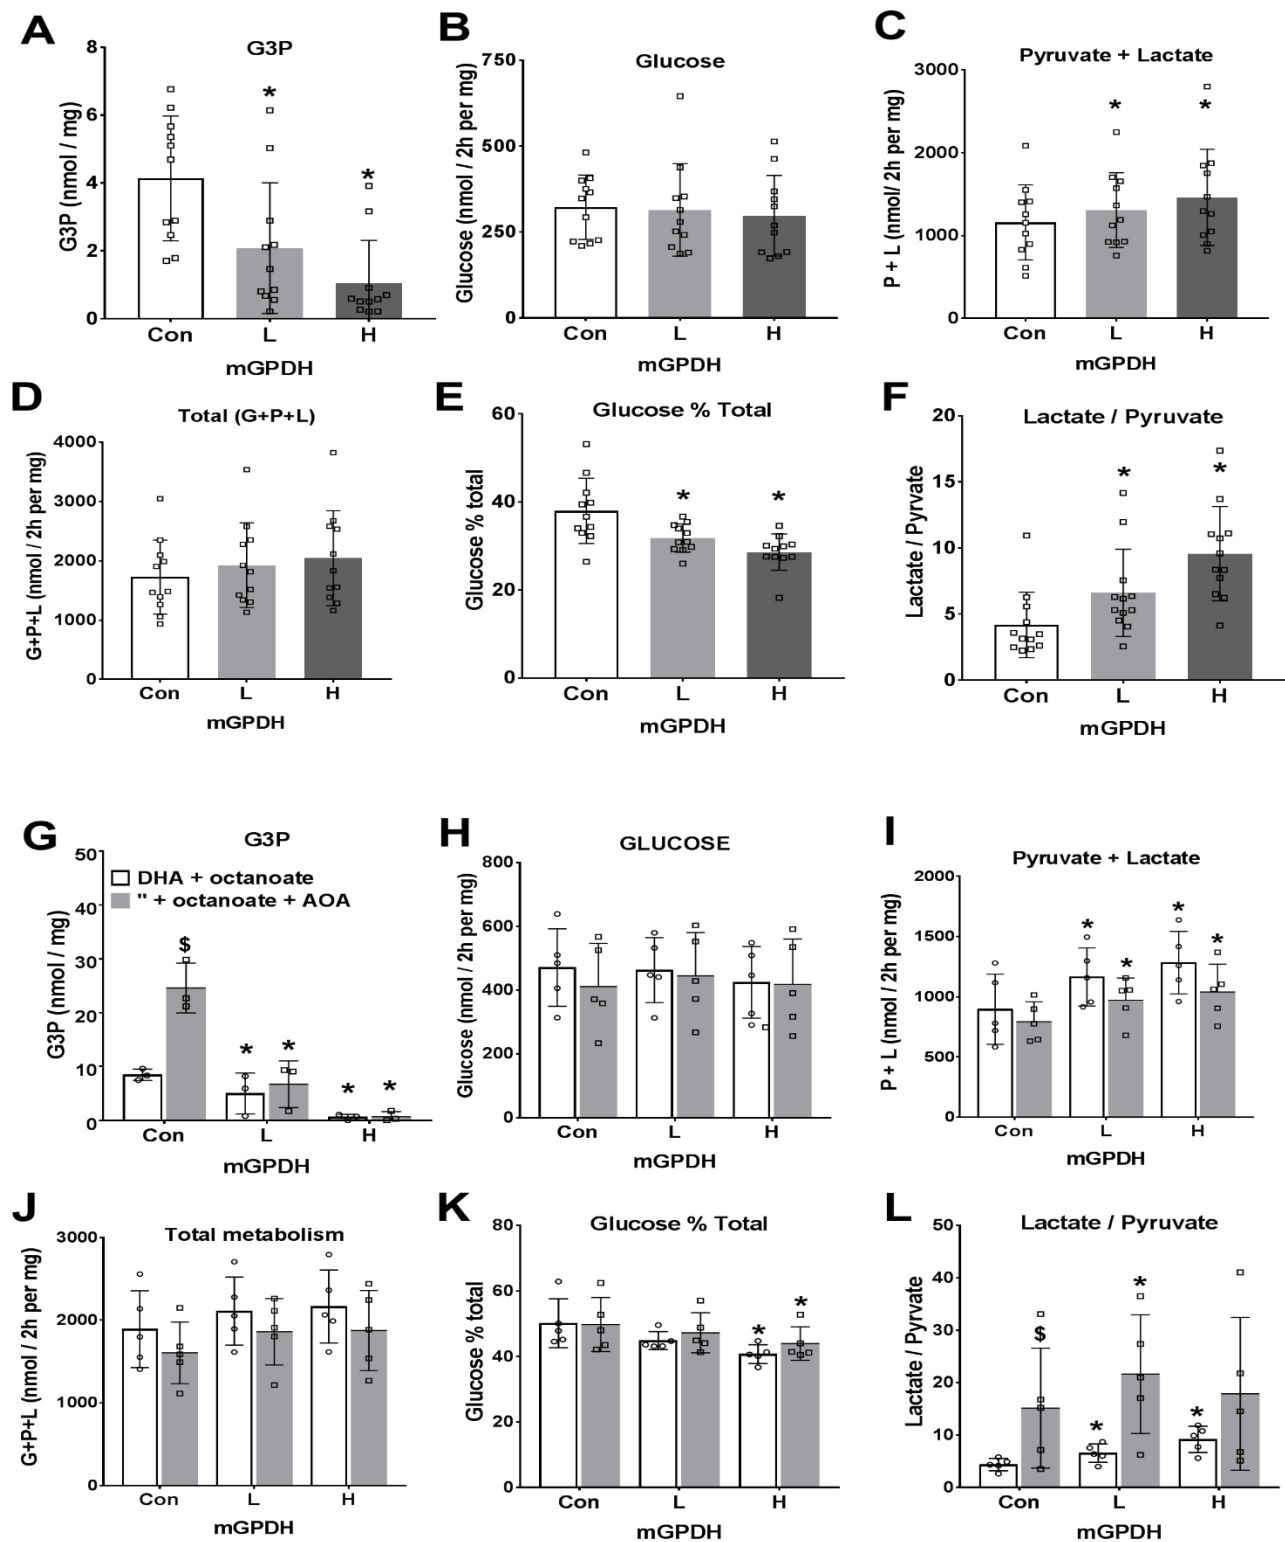 A
G3P
G3P (nmol / mg)
8
6
4
2
0
*
*
Con
L
H
mGPDH
B
Glucose
Glucose (nmol / 2h per mg)
750
500
250
0
Con
L
H
mGPDH
C
Pyruvate + Lactate
P + L (nmol/ 2h per mg)
3000
2000
1000
0
*
*
Con
L
H
mGPDH
D
Total (G+P+L)
G+P+L (nmol / 2h per mg)
4000
3000
2000
1000
0
Con
L
H
mGPDH
E
Glucose % Total
Glucose % total
60
40
20
0
*
*
Con
L
H
mGPDH
F
Lactate / Pyruvate
Lactate / Pyrvate
20
15
10
5
0
*
*
Con
L
H
mGPDH
G
G3P
G3P (nmol / mg)
50
40
30
20
10
0
DHA + octanoate
" + octanoate + AOA
$
*
*
*
*
Con
L
H
mGPDH
H
GLUCOSE
Glucose (nmol / 2h per mg)
800
600
400
200
0
Con
L
H
mGPDH
I
Pyruvate + Lactate
P + L (nmol / 2h per mg)
2000
1500
1000
500
0
*
*
*
*
Con
L
H
mGPDH
J
Total metabolism
G+P+L (nmol / 2h per mg)
3000
2000
1000
0
Con
L
H
mGPDH
K
Glucose % Total
Glucose % total
80
60
40
20
0
*
*
Con
L
H
mGPDH
L
Lactate / Pyruvate
Lactate / Pyrvate
50
40
30
20
10
0
$
*
*
*
Con
L
H
mGPDH